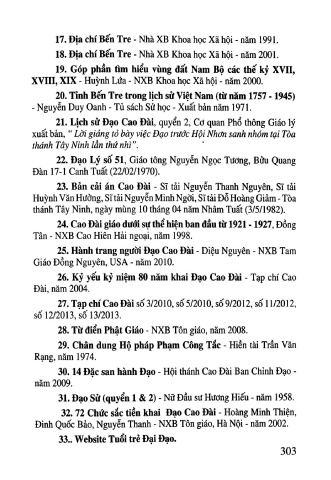 17. Địa chí Bến Tre - Nhà XB Khoa học Xã hội - năm 1991.
18. Địa chí Bến Tre - Nhà XB Khoa học Xã hội - năm 2001.
19. Góp phần tìm hiểu vùng đất Nam Bộ các thế kỷ XVII,
XVIII, XIX - Huỳnh Lứa - NXB Khoa học Xã hội - năm 2000.
20. Tỉnh Bến Tre trong lịch sử Việt Nam (từ năm 1757 - 1945)
- Nguyễn Duy Oanh - Tủ sách Sử học - Xuất bản năm 1971.
21. Lịch sử Đạo Cao Đài, quyển 2, Cơ quan Phổ thông Giáo lý
xuất bản, “ Lời giảng tỏ bày việc Đạo trước Hội Nhơn sanh nhóm tại Tòa
thánh Tây Ninh lần thứ nhì”.
22. Đạo Lý số 51, Giáo tông Nguyễn Ngọc Tương, Bửu Quang
Đàn 17-1 Canh Tuất (22/02/1970).
23. Bản cải án Cao Đài - Sĩ tải Nguyễn Thanh Nguyên, Sĩ tải
Huỳnh Văn Hưởng, Sĩ tải Nguyễn Minh Ngời, Sĩ tải Đỗ Hoàng Giảm - Tòa
thánh Tây Ninh, ngày mùng 10 tháng 04 năm Nhâm Tuất (3/5/1982).
24. Cao Đài giáo dưới sự thể hiện ban đầu từ 1921 - 1927, Đồng
Tân - NXB Cao Hiên Hải ngoại, năm 1998.
25. Hành trang người Đạo Cao Đài - Diệu Nguyên - NXB Tam
Giáo Đồng Nguyên, USA - năm 2010.
26. Kỷ yếu kỷ niệm 80 năm khai Đạo Cao Đài - Tạp chí Cao
Đài, năm 2004.
27. Tạp chí Cao Đài số 3/2010, số 5/2010, số 9/2012, số 11/2012,
số 12/2013, số 13/2013.
28. Từ điển Phật Giáo - NXB Tôn giáo, năm 2008.
29. Chân dung Hộ pháp Phạm Công Tắc - Hiền tài Trần Văn
Rạng, năm 1974.
30. 14 Đặc san hành Đạo - Hội thánh Cao Đài Ban Chỉnh Đạo -
năm 2009.
31. Đạo Sử (quyển 1 & 2) - Nữ Đầu sư Hương Hiếu - năm 1958.
32. 72 Chức sắc tiền khai Đạo Cao Đài - Hoàng Minh Thiện,
Đinh Quốc Bảo, Nguyễn Thanh - NXB Tôn giáo, Hà Nội - năm 2002.
33.. Website Tuổi trẻ Đại Đạo.
303